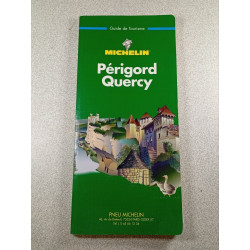 Guide de Tourisme
MICHELIN
Périgord
Quercy
PNEU MICHELIN